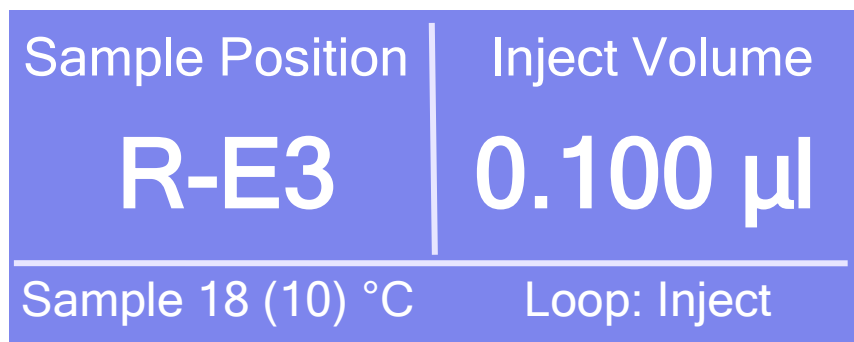 Sample Position
Inject Volume
R-E3
0.100 µl
Sample 18 (10) °C
Loop: Inject